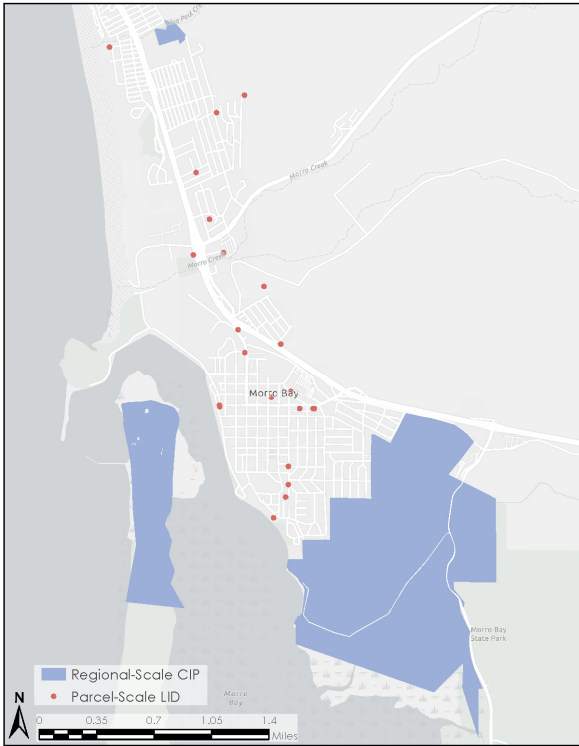 Morro Creek
Morro Creek
Morro Bay
Morro Bay
State Park
Regional-Scale CIP
Parcel-Scale LID
Morro
Bay
N
0 0.35 0.7 1.05 1.4
Miles